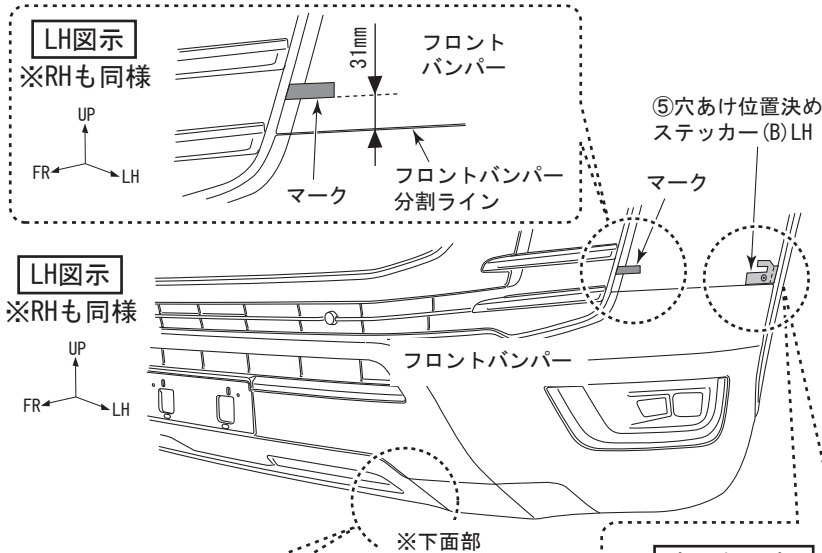 LH図示
※RHも同様
UP
FR
LH
31mm
フロント
バンパー
マーク
フロントバンパー
分割ライン
⑤穴あけ位置決め
ステッカー(B)LH
マーク
LH図示
※RHも同様
UP
FR
LH
フロントバンパー
※下面部